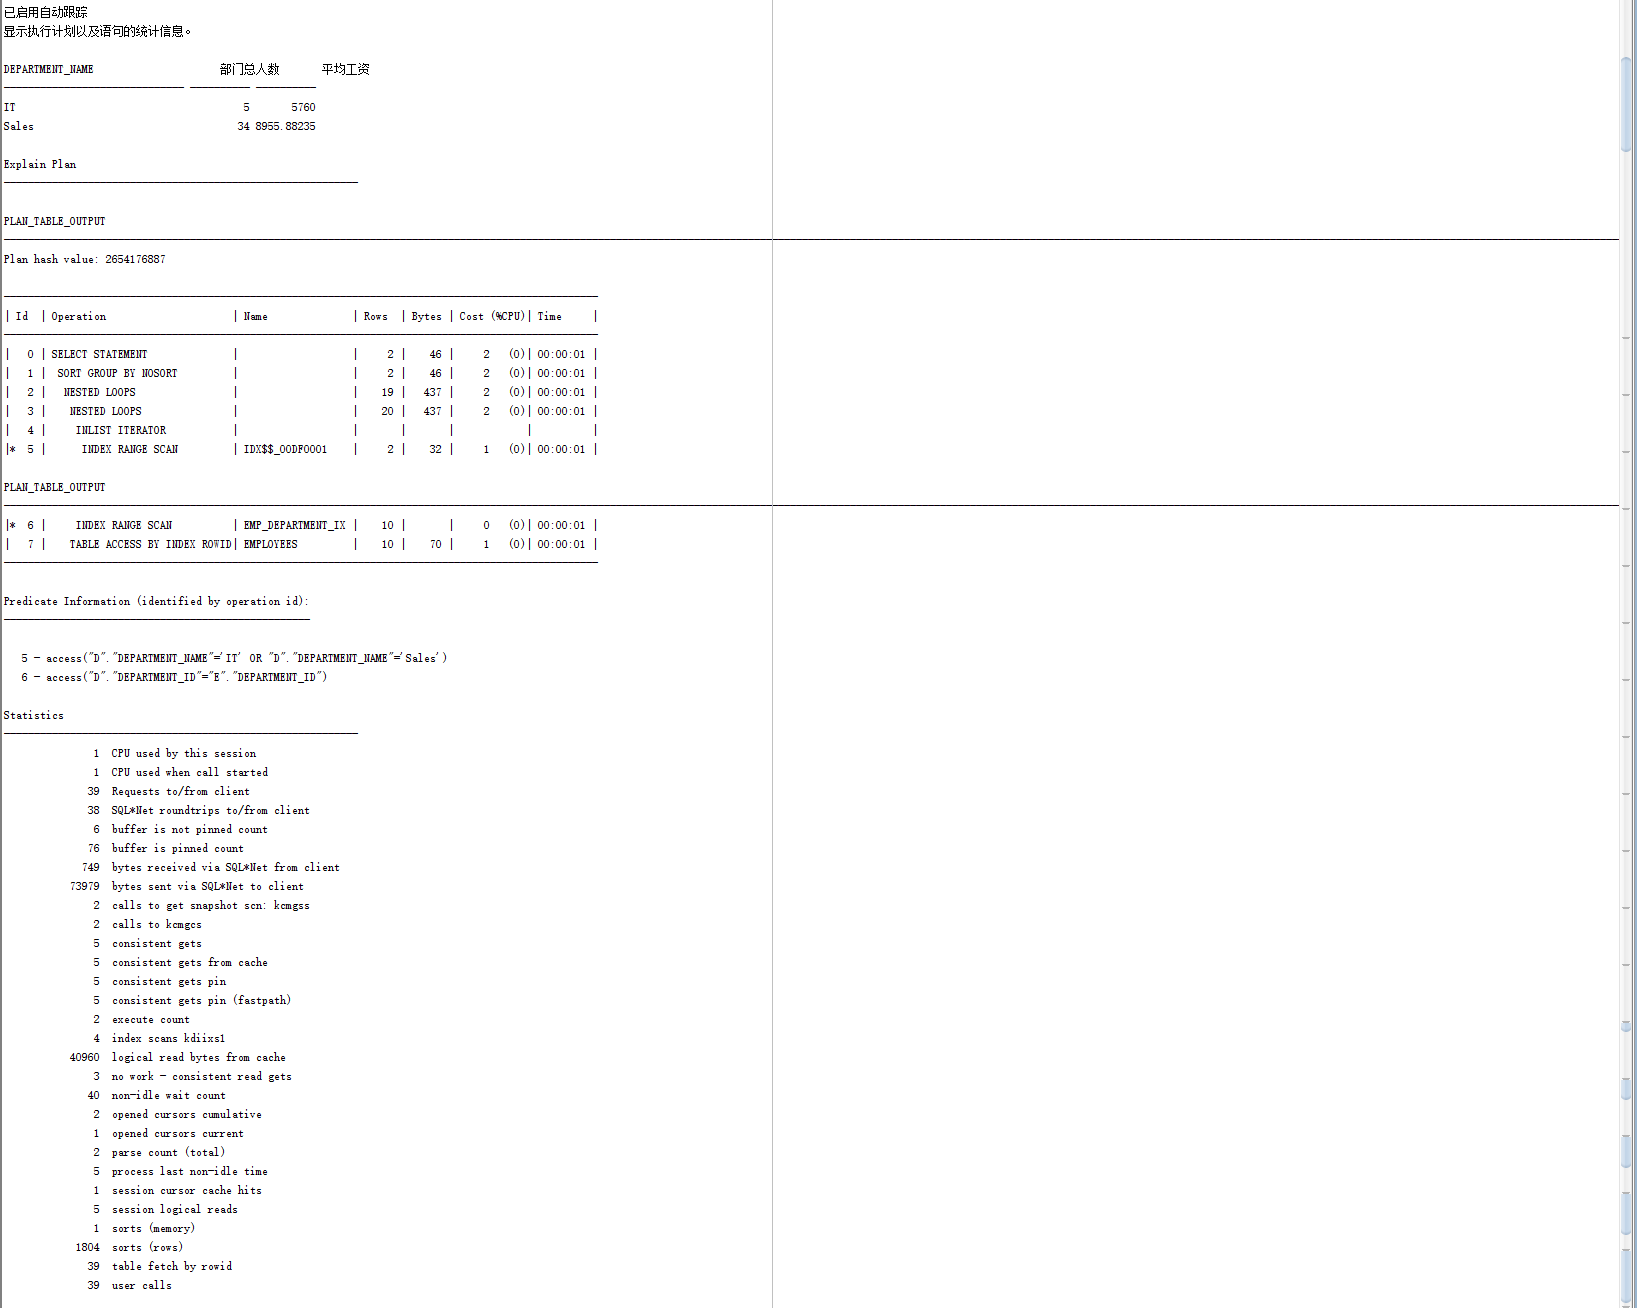 已启用自动跟踪
显示执行计划以及语句的统计信息。
DEPARTMENT_NAME 部门总人数 平均工资
------------------------------ ---------- ----------
IT 5 5760
Sales 34 8955.88235
Explain Plan
-----------------------------------------------------------
PLAN_TABLE_OUTPUT
Plan hash value: 2654176887
| Id | Operation | Name | Rows | Bytes | Cost (%CPU)| Time |
| 0 | SELECT STATEMENT | | 2 | 46 | 2 (0)| 00:00:01 |
| 1 | SORT GROUP BY NOSORT | | 2 | 46 | 2 (0)| 00:00:01 |
| 2 | NESTED LOOPS | | 19 | 437 | 2 (0)| 00:00:01 |
| 3 | NESTED LOOPS | | 20 | 437 | 2 (0)| 00:00:01 |
| 4 | INLIST ITERATOR | | | | | |
|* 5 | INDEX RANGE SCAN | IDX$$_00DF0001 | 2 | 32 | 1 (0)| 00:00:01 |
PLAN_TABLE_OUTPUT
|* 6 | INDEX RANGE SCAN | EMP_DEPARTMENT_IX | 10 | | 0 (0)| 00:00:01 |
| 7 | TABLE ACCESS BY INDEX ROWID| EMPLOYEES | 10 | 70 | 1 (0)| 00:00:01 |
Predicate Information (identified by operation id):
---------------------------------------------------
5 - access("D"."DEPARTMENT_NAME"='IT' OR "D"."DEPARTMENT_NAME"='Sales')
6 - access("D"."DEPARTMENT_ID"="E"."DEPARTMENT_ID")
Statistics
-----------------------------------------------------------
1 CPU used by this session
1 CPU used when call started
39 Requests to/from client
38 SQL*Net roundtrips to/from client
6 buffer is not pinned count
76 buffer is pinned count
749 bytes received via SQL*Net from client
73979 bytes sent via SQL*Net to client
2 calls to get snapshot scn: kcmgss
2 calls to kcmgcs
5 consistent gets
5 consistent gets from cache
5 consistent gets pin
5 consistent gets pin (fastpath)
2 execute count
4 index scans kdiixs1
40960 logical read bytes from cache
3 no work - consistent read gets
40 non-idle wait count
2 opened cursors cumulative
1 opened cursors current
2 parse count (total)
5 process last non-idle time
1 session cursor cache hits
5 session logical reads
1 sorts (memory)
1804 sorts (rows)
39 table fetch by rowid
39 user calls